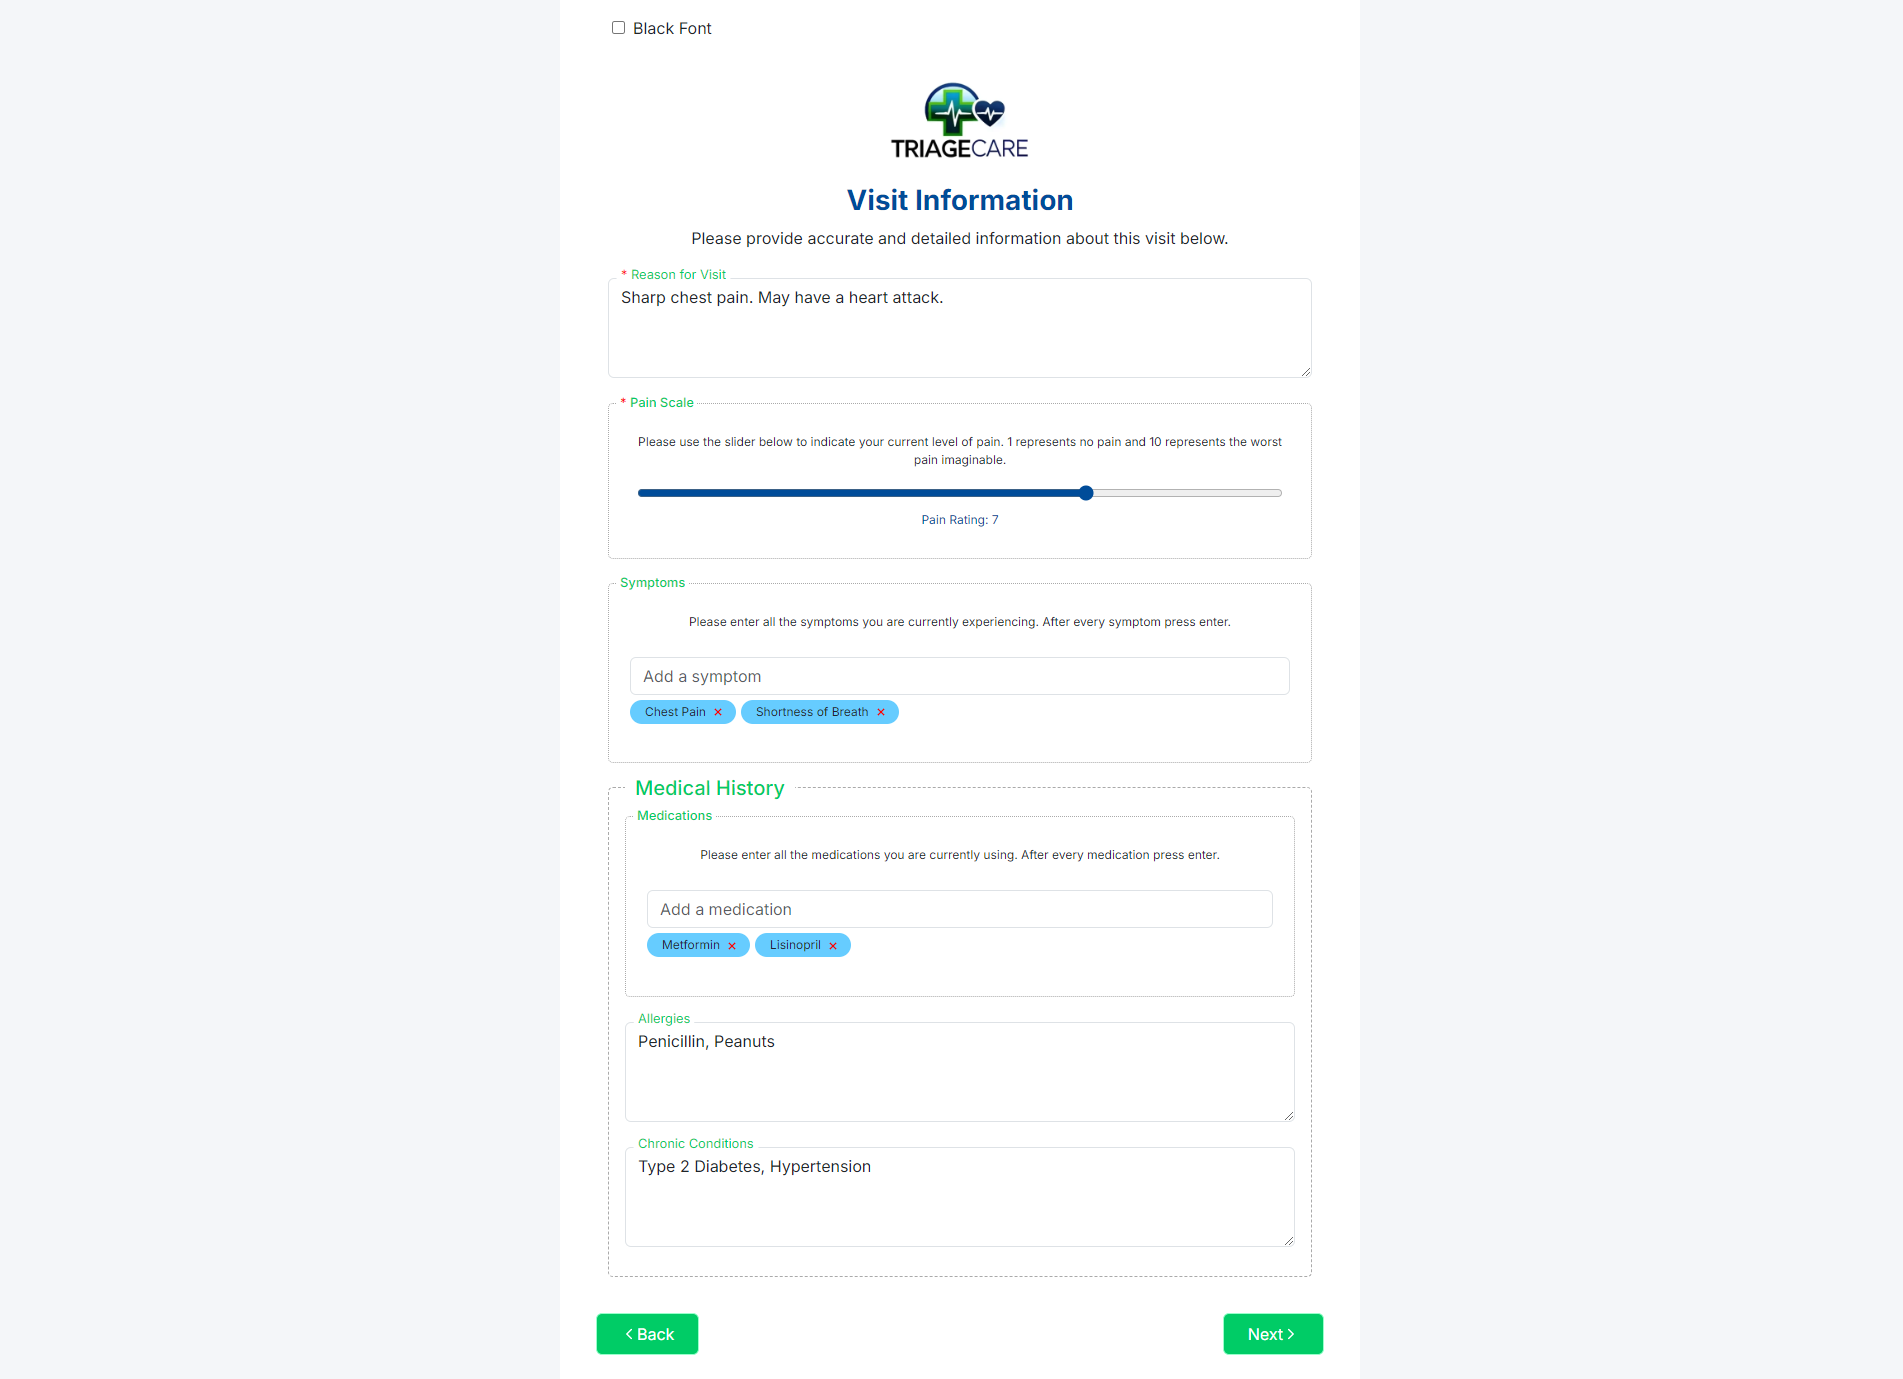 Black Font
TRIAGECARE
Visit Information
Please provide accurate and detailed information about this visit below.
* Reason for Visit
Sharp chest pain. May have a heart attack.
* Pain Scale
Please use the slider below to indicate your current level of pain. 1 represents no pain and 10 represents the worst
pain imaginable.
Pain Rating: 7
Symptoms
Please enter all the symptoms you are currently experiencing. After every symptom press enter.
Add a symptom
Chest Pain × Shortness of Breath ×
Medical History
Medications
Please enter all the medications you are currently using. After every medication press enter.
Add a medication
Metformin × Lisinopril ×
Allergies
Penicillin, Peanuts
Chronic Conditions
Type 2 Diabetes, Hypertension
< Back Next >